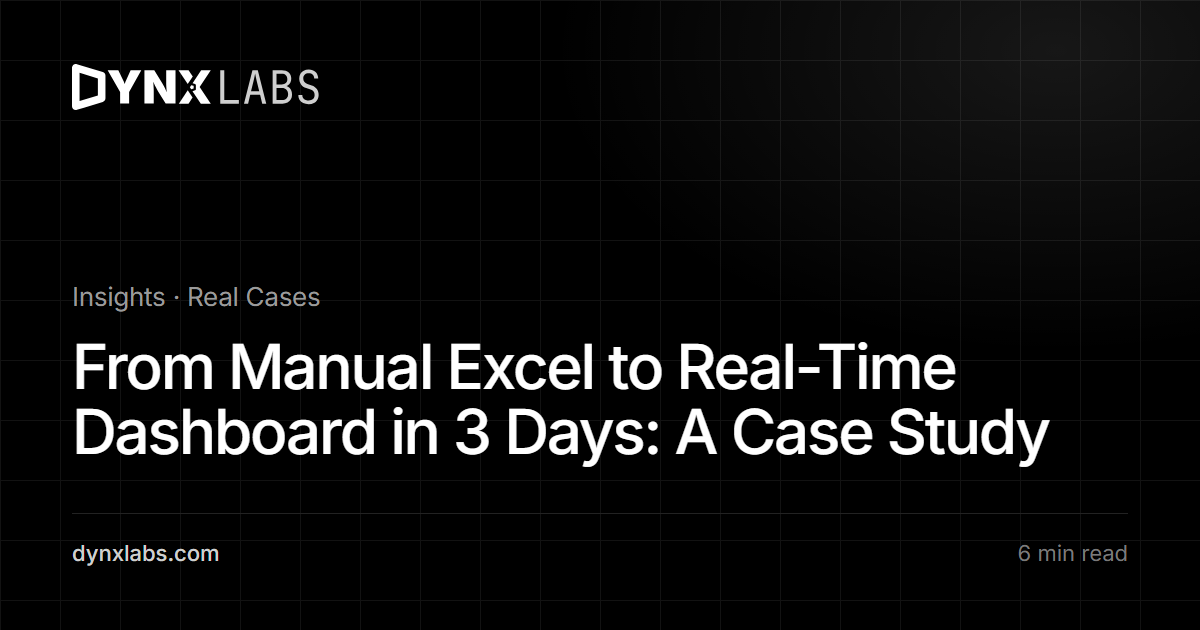 DYNX LABS
Insights · Real Cases
From Manual Excel to Real-Time
Dashboard in 3 Days: A Case Study
dynxlabs.com
6 min read